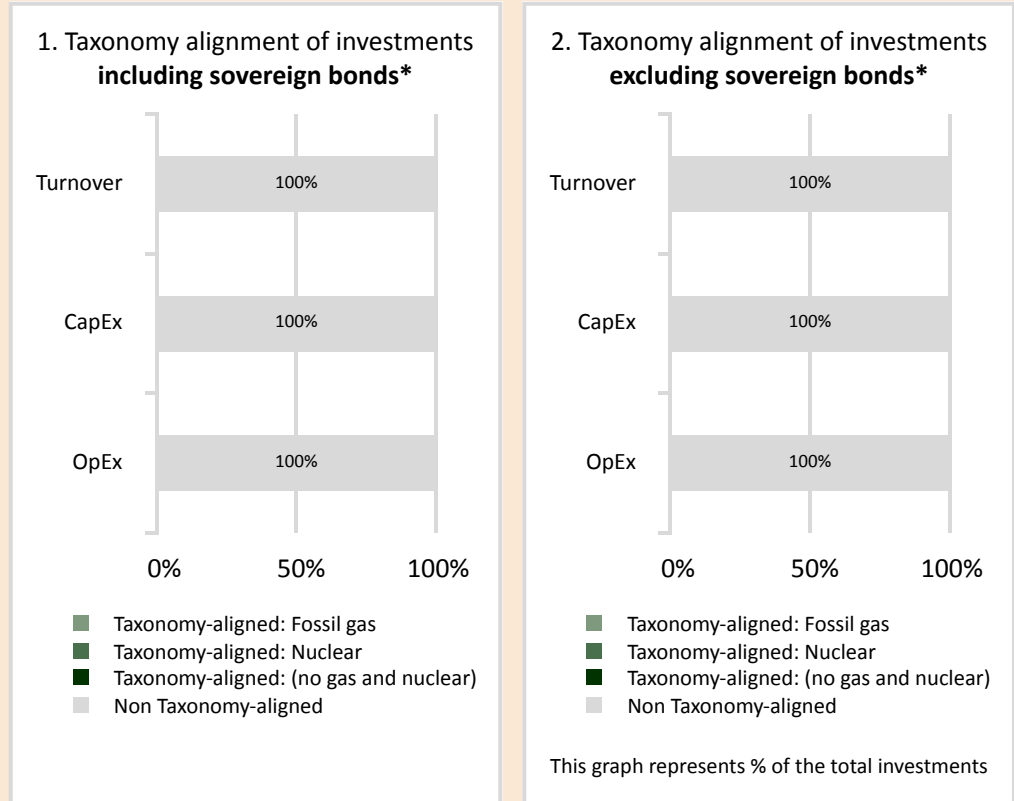 1. Taxonomy alignment of investments
including sovereign bonds*
Turnover
100%
CapEx
100%
OpEx
100%
0% 50% 100%
Taxonomy-aligned: Fossil gas
Taxonomy-aligned: Nuclear
Taxonomy-aligned: (no gas and nuclear)
Non Taxonomy-aligned
2. Taxonomy alignment of investments
excluding sovereign bonds*
Turnover
100%
CapEx
100%
OpEx
100%
0% 50% 100%
Taxonomy-aligned: Fossil gas
Taxonomy-aligned: Nuclear
Taxonomy-aligned: (no gas and nuclear)
Non Taxonomy-aligned
This graph represents % of the total investments